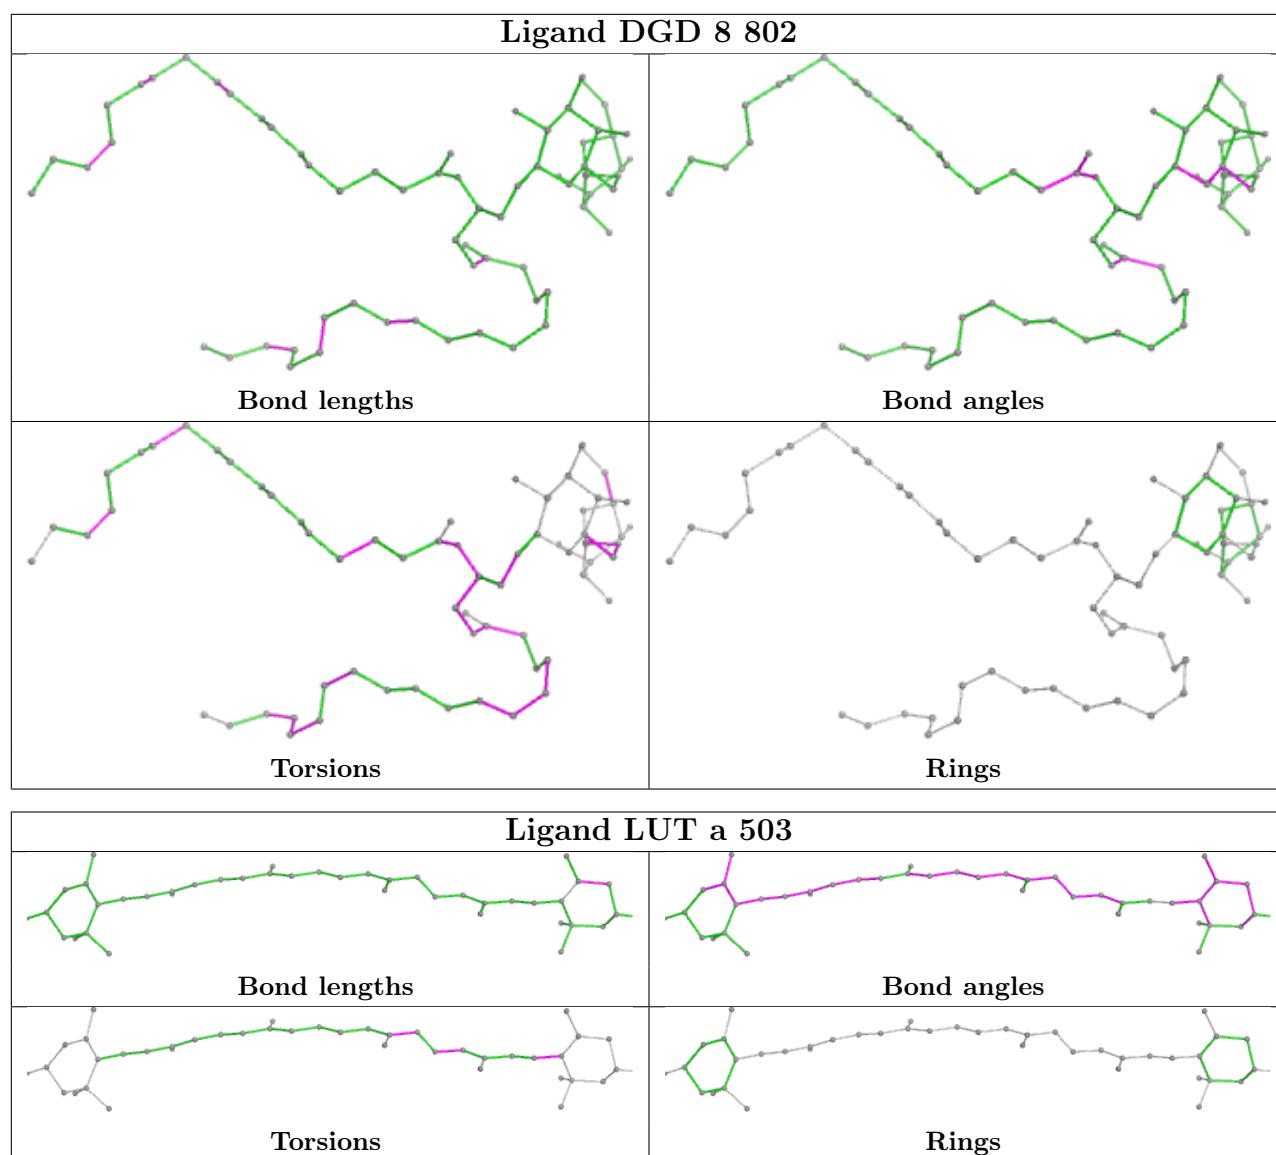 Ligand DGD 8 802
Bond lengths
Bond angles
Torsions
Rings
Ligand LUT a 503
Bond lengths
Bond angles
Torsions
Rings